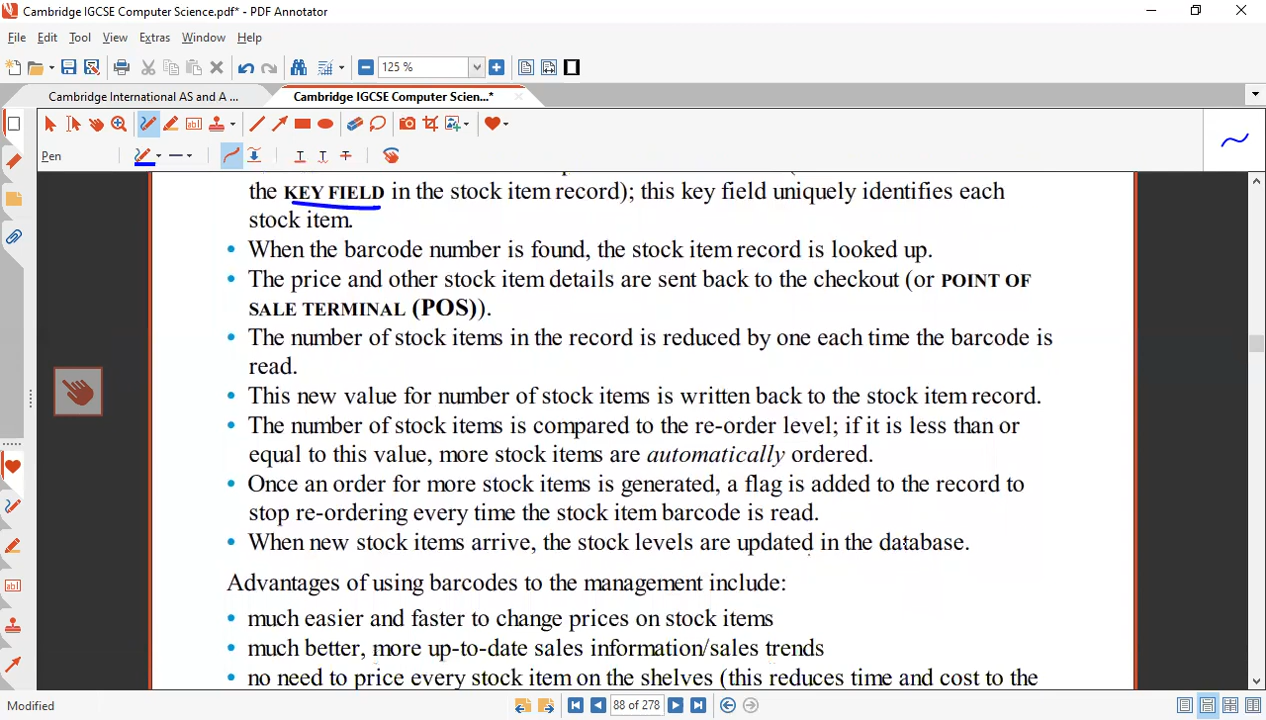 Cambridge IGCSE Computer Science.pdf* - PDF Annotator
File Edit Tool View Extras Window Help
125 %
Cambridge International AS and A ...
Cambridge IGCSE Computer Scien...*
Pen
the KEY FIELD in the stock item record); this key field uniquely identifies each
stock item.
• When the barcode number is found, the stock item record is looked up.
• The price and other stock item details are sent back to the checkout (or POINT OF
SALE TERMINAL (POS)).
• The number of stock items in the record is reduced by one each time the barcode is
read.
• This new value for number of stock items is written back to the stock item record.
• The number of stock items is compared to the re-order level; if it is less than or
equal to this value, more stock items are automatically ordered.
• Once an order for more stock items is generated, a flag is added to the record to
stop re-ordering every time the stock item barcode is read.
• When new stock items arrive, the stock levels are updated in the database.
Advantages of using barcodes to the management include:
• much easier and faster to change prices on stock items
• much better, more up-to-date sales information/sales trends
• no need to price every stock item on the shelves (this reduces time and cost to the
Modified
88 of 278